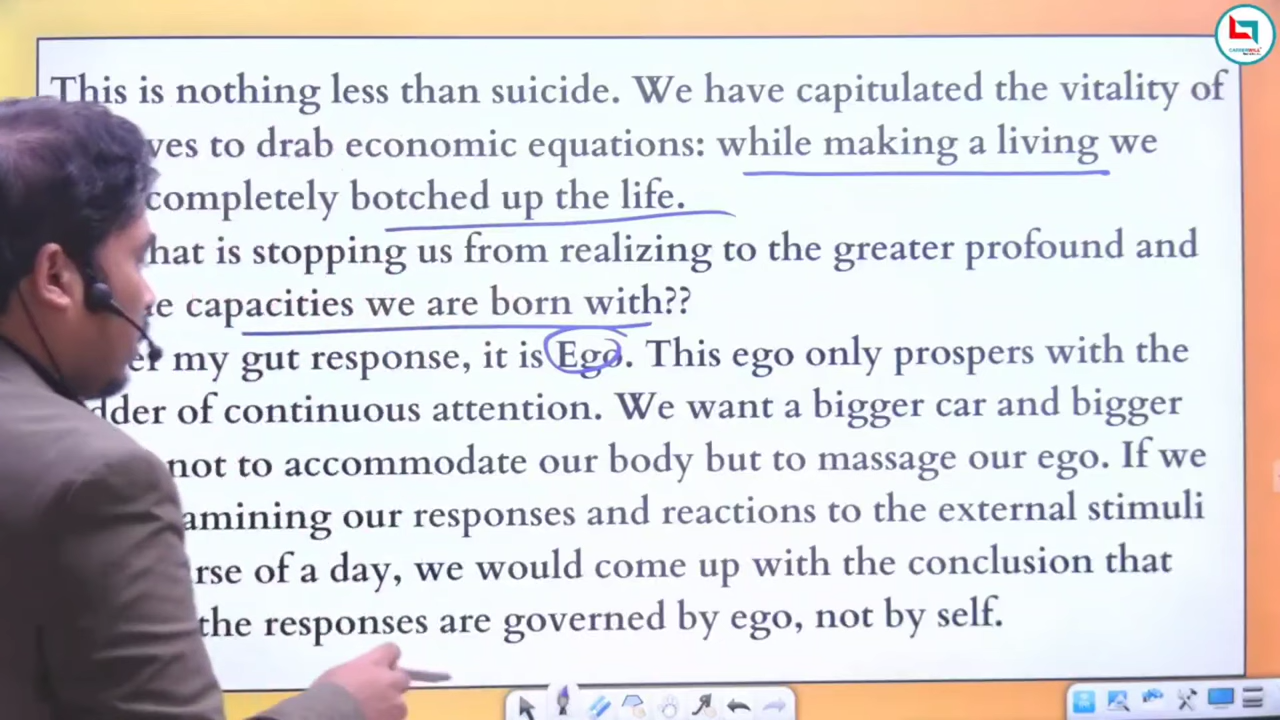 This is nothing less than suicide. We have capitulated the vitality of
to drab economic equations: while making a living we
completely botched up the life.
is stopping us from realizing to the greater profound and
capacities we are born with??
my gut response, it is Ego. This ego only prospers with the
of continuous attention. We want a bigger car and bigger
not to accommodate our body but to massage our ego. If we
our responses and reactions to the external stimuli
of a day, we would come up with the conclusion that
the responses are governed by ego, not by self.
CAREERWILL